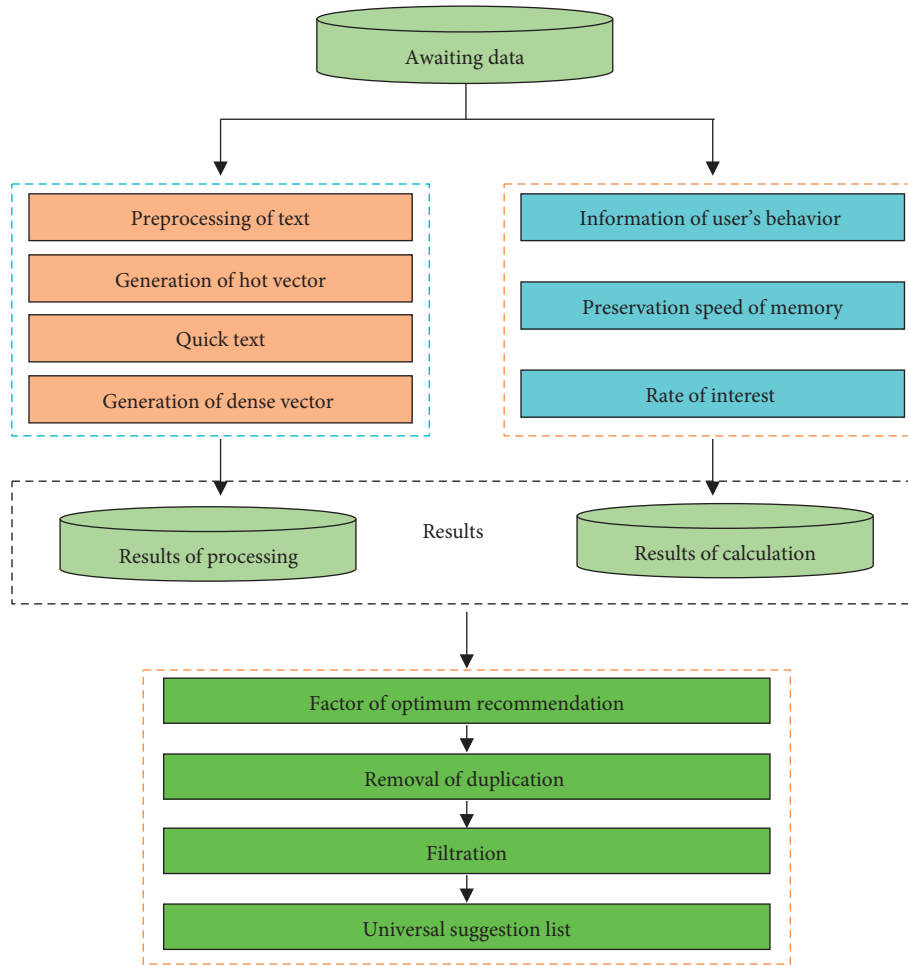 Awaiting data
Preprocessing of text
Generation of hot vector
Quick text
Generation of dense vector
Information of user's behavior
Preservation speed of memory
Rate of interest
Results of processing
Results
Results of calculation
Factor of optimum recommendation
Removal of duplication
Filtration
Universal suggestion list